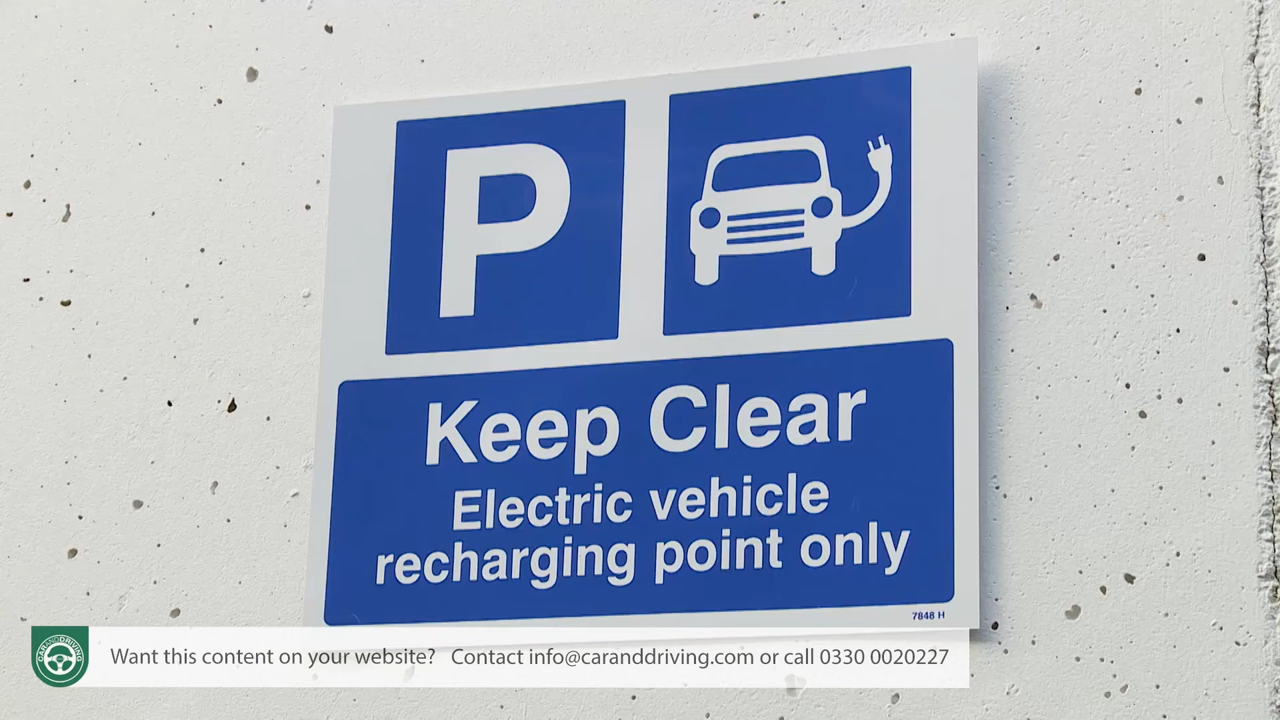 P
Keep Clear
Electric vehicle
recharging point only
7848 H
CARANDDRIVING
Want this content on your website? Contact info@caranddriving.com or call 0330 0020227